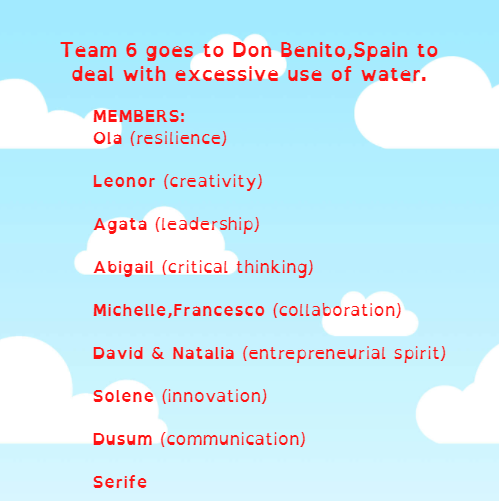 Team 6 goes to Don Benito,Spain to
deal with excessive use of water.
MEMBERS:
Ola (resilience)
Leonor (creativity)
Agata (leadership)
Abigail (critical thinking)
Michelle,Francesco (collaboration)
David & Natalia (entrepreneurial spirit)
Solene (innovation)
Dusum (communication)
Serife